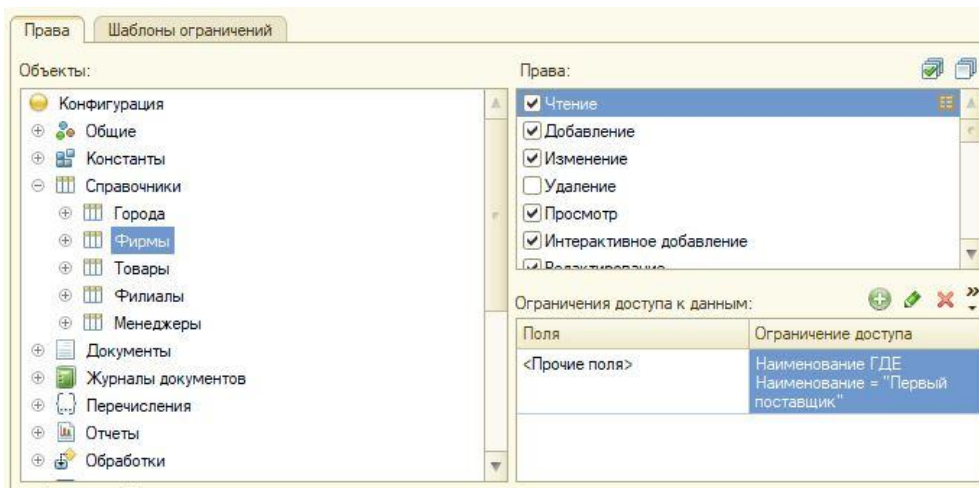 Права
Шаблоны ограничений
Объекты:
Конфигурация
Общие
Константы
Справочники
Города
Фирмы
Товары
Филиалы
Менеджеры
Документы
Журналы документов
Перечисления
Отчеты
Обработки
Права:
Чтение
Добавление
Изменение
Удаление
Просмотр
Интерактивное добавление
Редактирование
Ограничения доступа к данным:
Поля
Ограничение доступа
<Прочие поля>
Наименование ГДЕ
Наименование = "Первый
поставщик"